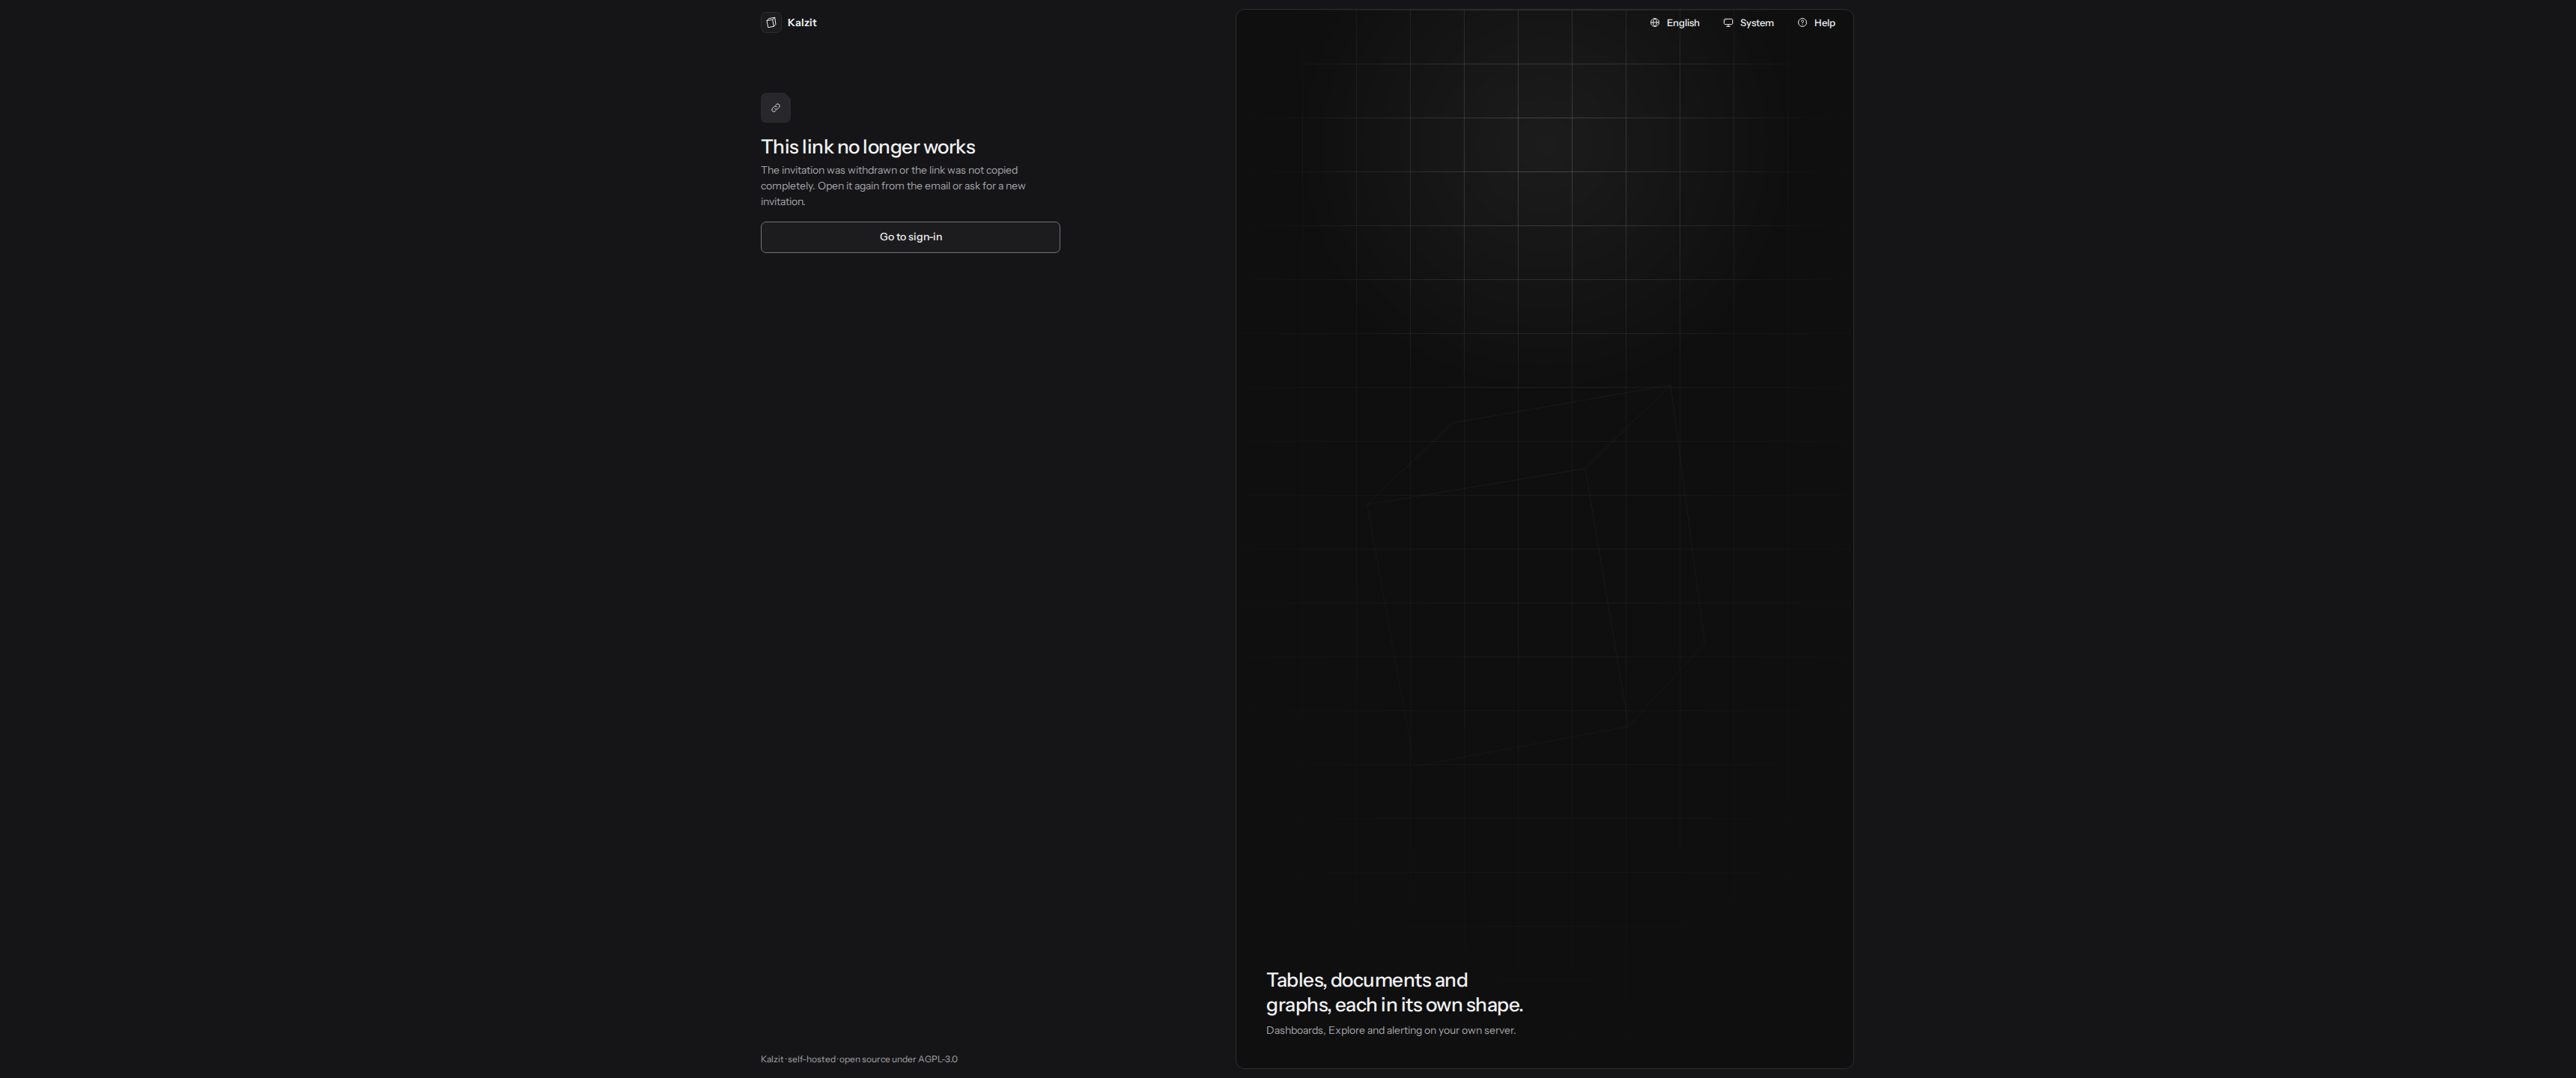 Kalzit
English
System
Help
This link no longer works
The invitation was withdrawn or the link was not copied
completely. Open it again from the email or ask for a new
invitation.
Go to sign-in
Tables, documents and
graphs, each in its own shape.
Dashboards, Explore and alerting on your own server.
Kalzit · self-hosted · open source under AGPL-3.0